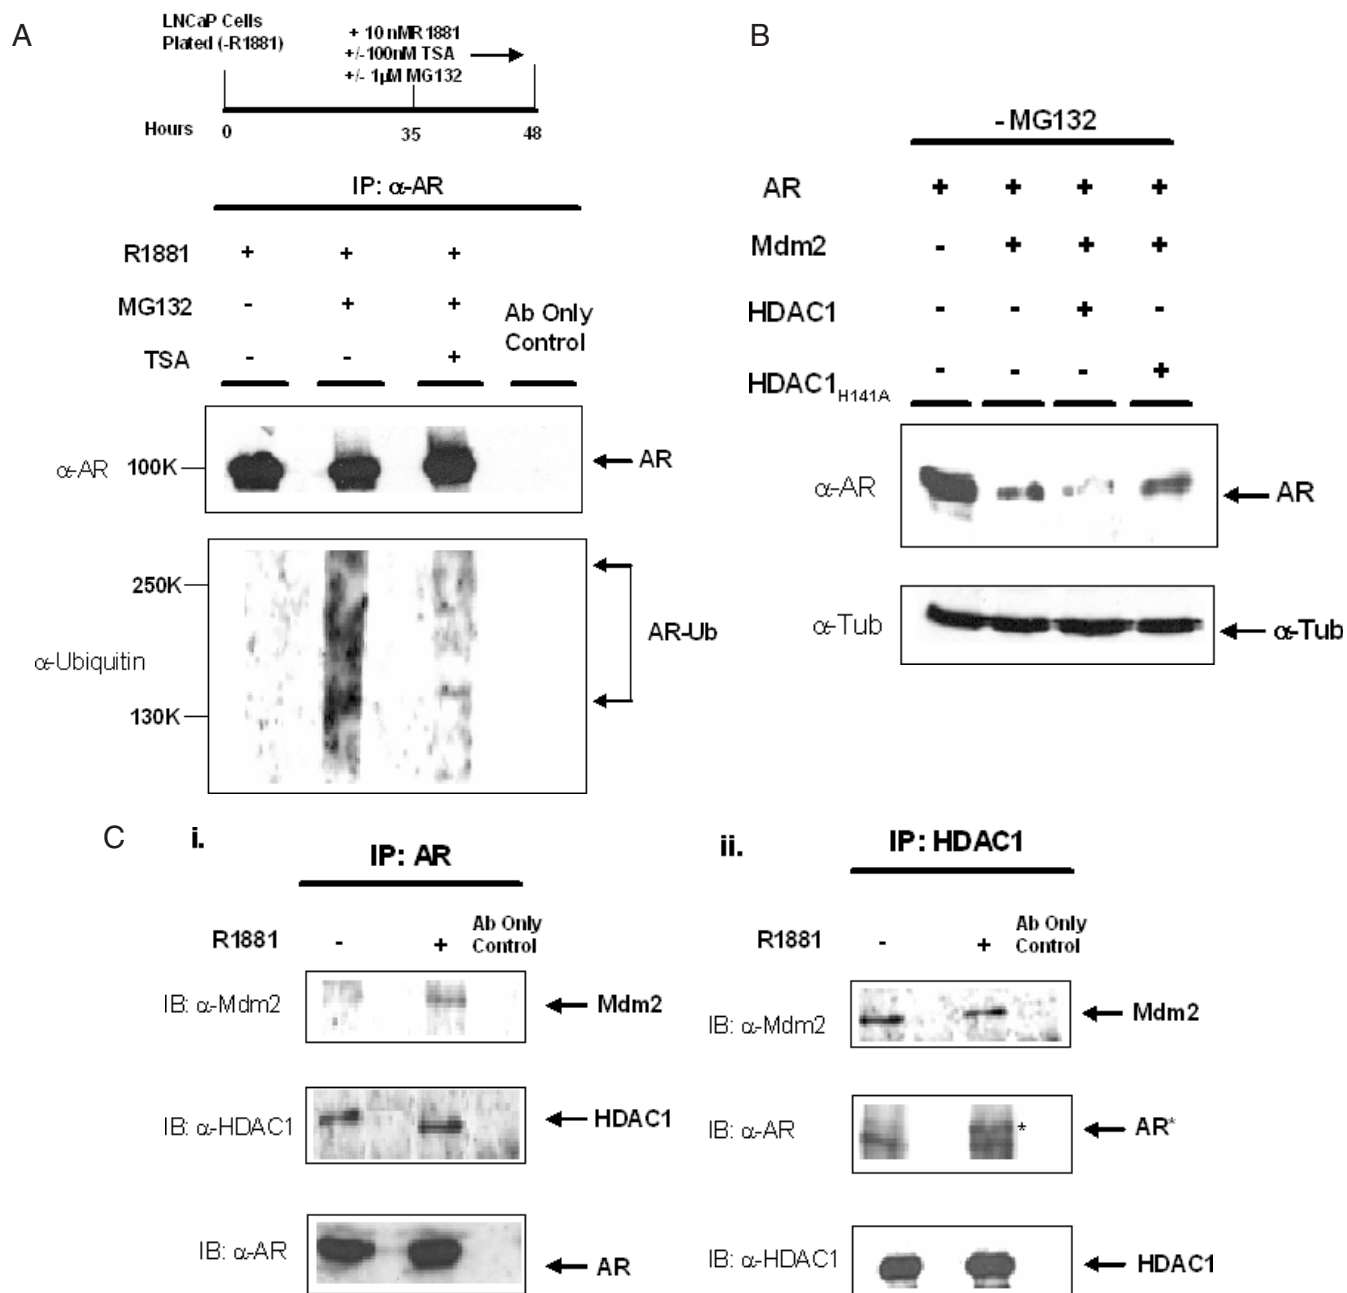 A
LNCaP Cells
Plated (-R1881)
+ 10 nMR1881
+/-100nM TSA
+/- 1µM MG132
Hours 0 35 48
IP: α-AR
R1881 + + +
MG132 - + +
TSA - - +
Ab Only
Control
α-AR 100K AR
250K
α-Ubiquitin AR-Ub
130K
B
- MG132
AR + + + +
Mdm2 - + + +
HDAC1 - - + -
HDAC1H141A - - - +
α-AR AR
α-Tub α-Tub
C
i.
IP: AR
R1881 - + Ab Only
Control
IB: α-Mdm2 Mdm2
IB: α-HDAC1 HDAC1
IB: α-AR AR
ii.
IP: HDAC1
R1881 - + Ab Only
Control
IB: α-Mdm2 Mdm2
IB: α-AR * AR*
IB: α-HDAC1 HDAC1